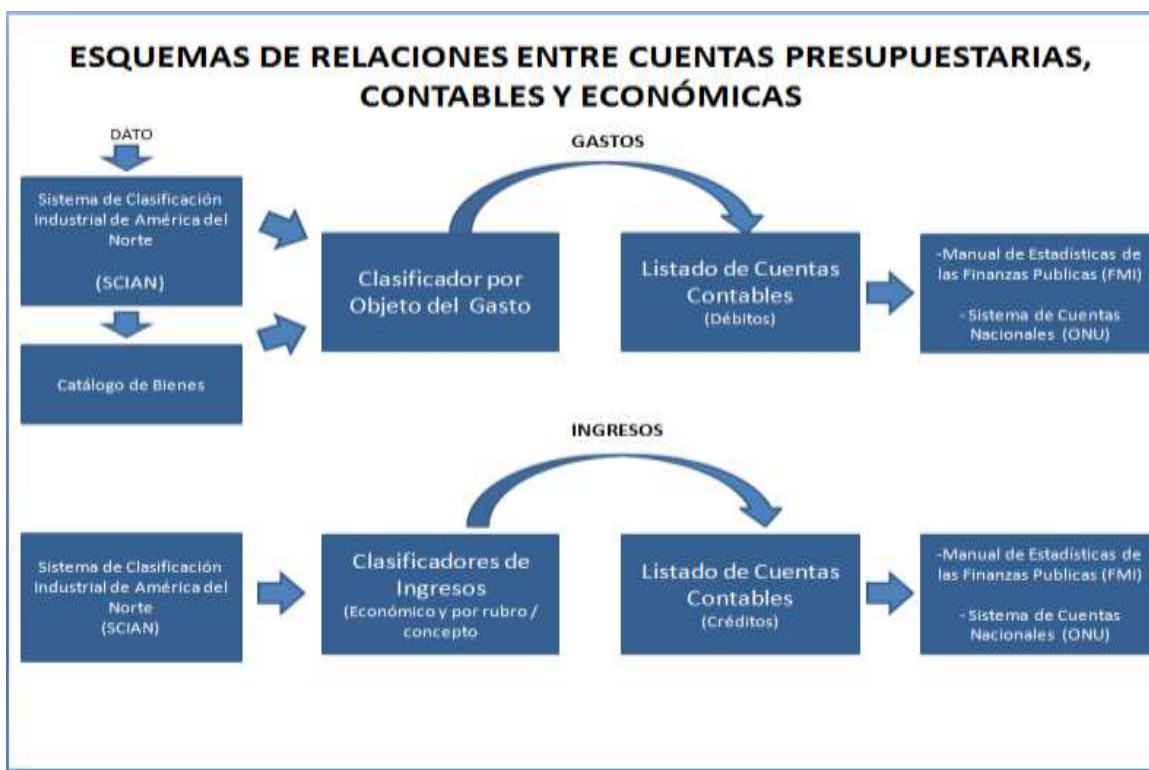 ESQUEMAS DE RELACIONES ENTRE CUENTAS PRESUPUESTARIAS,
CONTABLES Y ECONÓMICAS
DATO
GASTOS
Sistema de Clasificación
Industrial de América del
Norte
(SCIAN)
Clasificador por
Objeto del Gasto
Listado de Cuentas
Contables
(Débitos)
-Manual de Estadísticas de
las Finanzas Publicas (FMI)
-Sistema de Cuentas
Nacionales (ONU)
Catálogo de Bienes
INGRESOS
Sistema de Clasificación
Industrial de América del
Norte
(SCIAN)
Clasificadores de
Ingresos
(Económico y por rubro /
concepto
Listado de Cuentas
Contables
(Créditos)
-Manual de Estadísticas de
las Finanzas Publicas (FMI)
-Sistema de Cuentas
Nacionales (ONU)